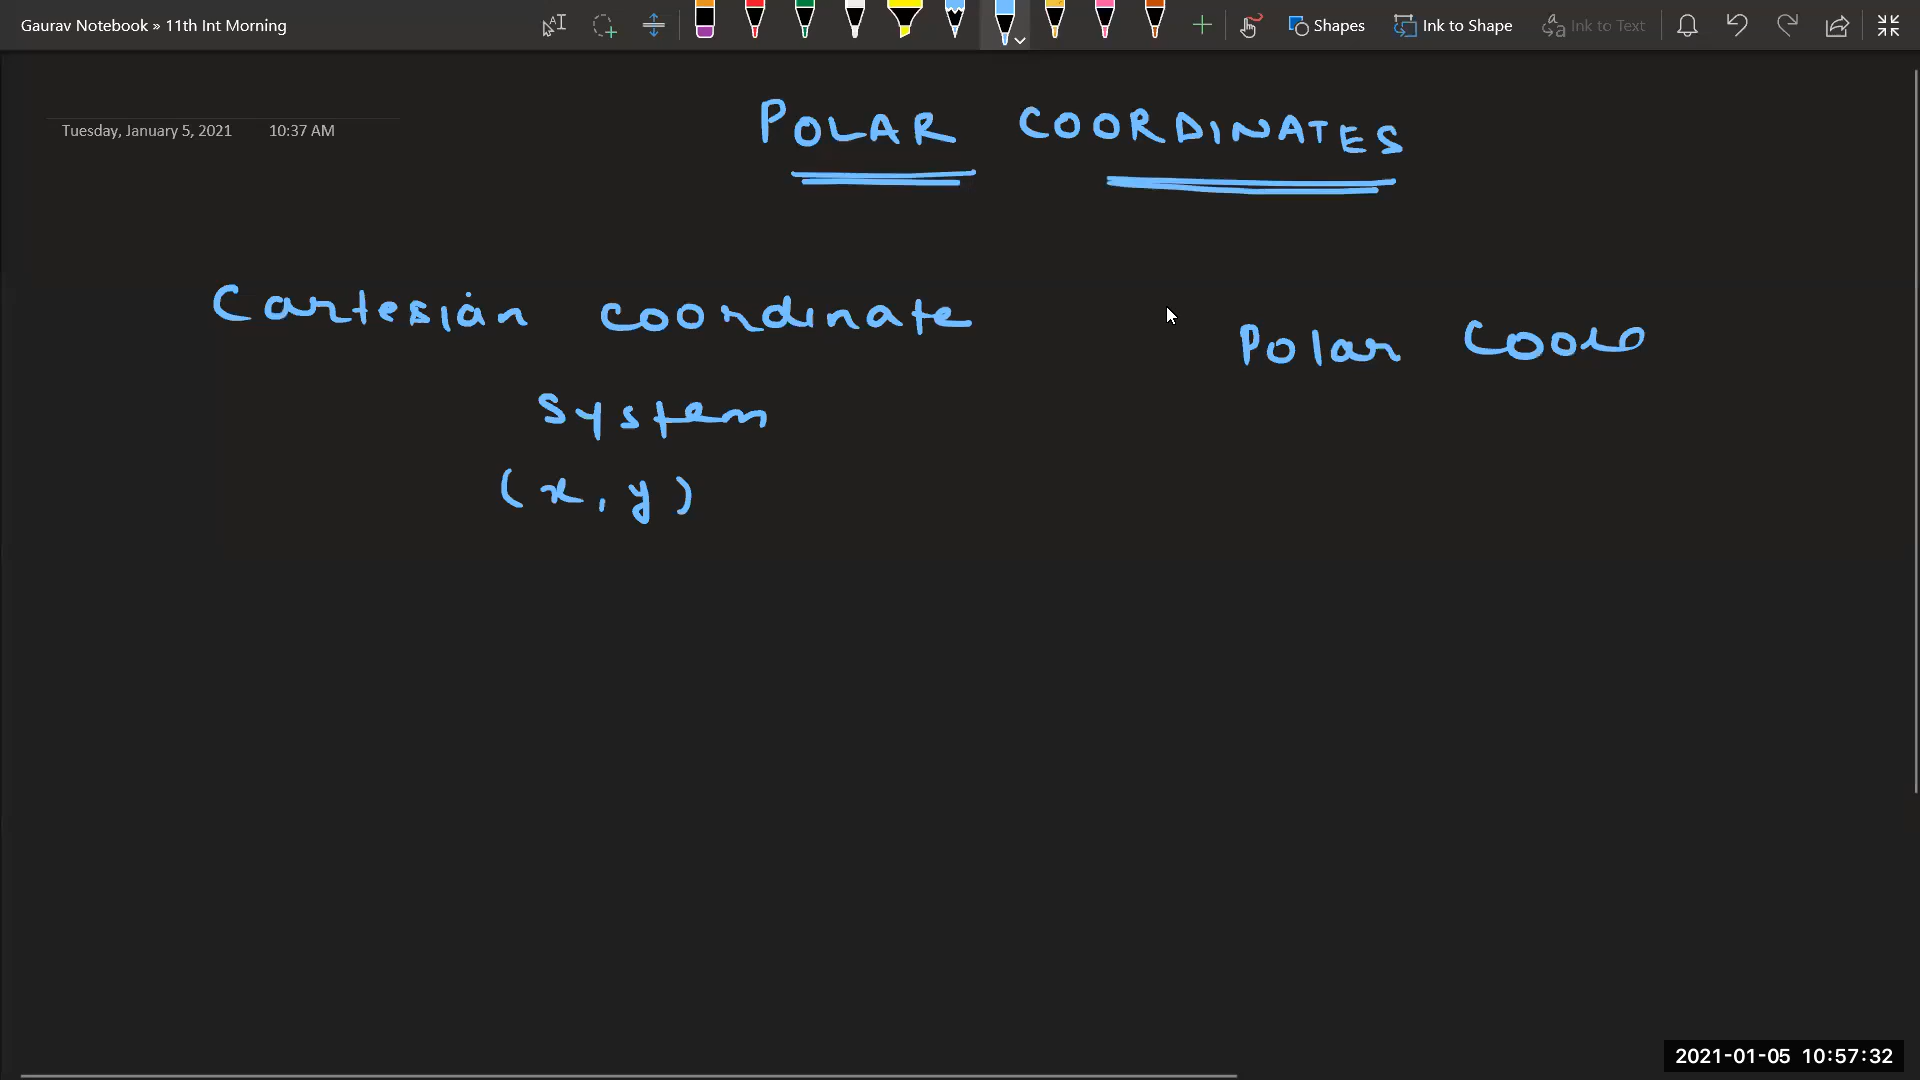 Gaurav Notebook » 11th Int Morning
Shapes
Ink to Shape
Ink to Text
Tuesday, January 5, 2021 10:37 AM
POLAR COORDINATES
Cartesian coordinate
system
(x, y)
Polar Coord
2021-01-05 10:57:32